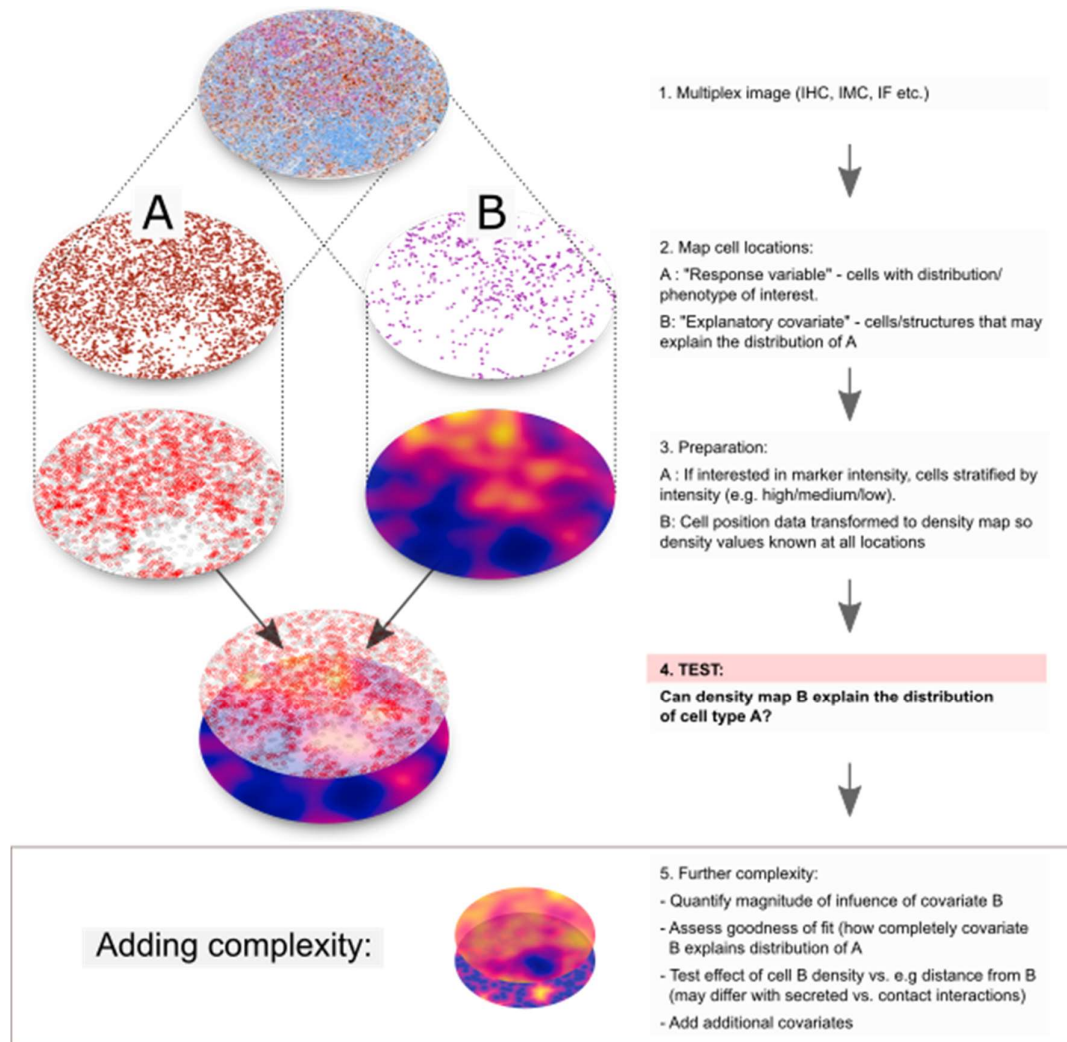 1. Multiplex image (IHC, IMC, IF etc.)
A
B
2. Map cell locations:
A : "Response variable" - cells with distribution/
phenotype of interest.
B: "Explanatory covariate" - cells/structures that may
explain the distribution of A
3. Preparation:
A : If interested in marker intensity, cells stratified by
intensity (e.g. high/medium/low).
B: Cell position data transformed to density map so
density values known at all locations
4. TEST:
Can density map B explain the distribution
of cell type A?
Adding complexity:
5. Further complexity:
- Quantify magnitude of infuence of covariate B
- Assess goodness of fit (how completely covariate
B explains distribution of A
- Test effect of cell B density vs. e.g distance from B
(may differ with secreted vs. contact interactions)
- Add additional covariates